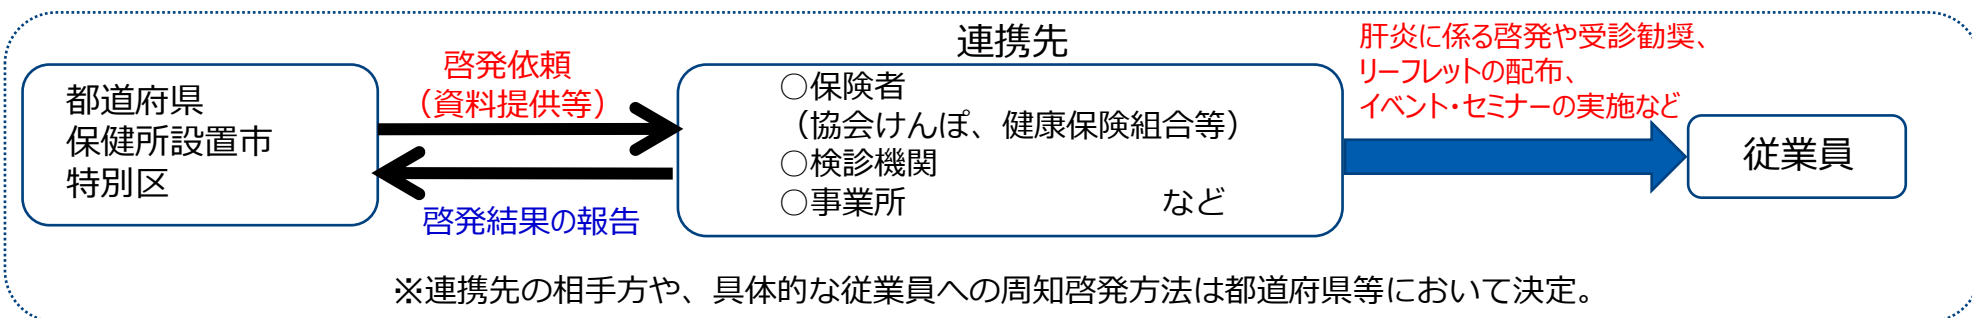 都道府県
保健所設置市
特別区
啓発依頼
（資料提供等）
啓発結果の報告
連携先
○保険者
（協会けんぽ、健康保険組合等）
○検診機関
○事業所　　　　　　　など
肝炎に係る啓発や受診勧奨、
リーフレットの配布、
イベント・セミナーの実施など
従業員
※連携先の相手方や、具体的な従業員への周知啓発方法は都道府県等において決定。